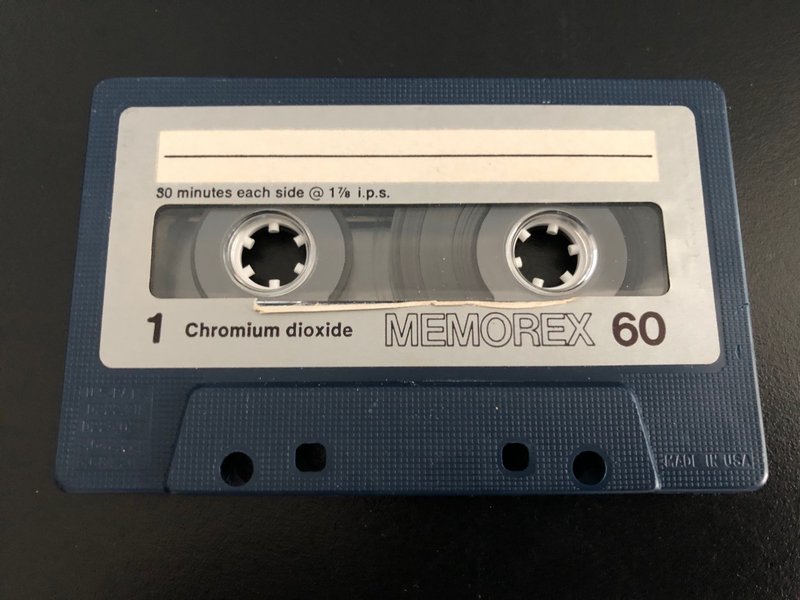 30 minutes each side @ 1⅞ i.p.s.
1 Chromium dioxide MEMOREX 60
MADE IN USA